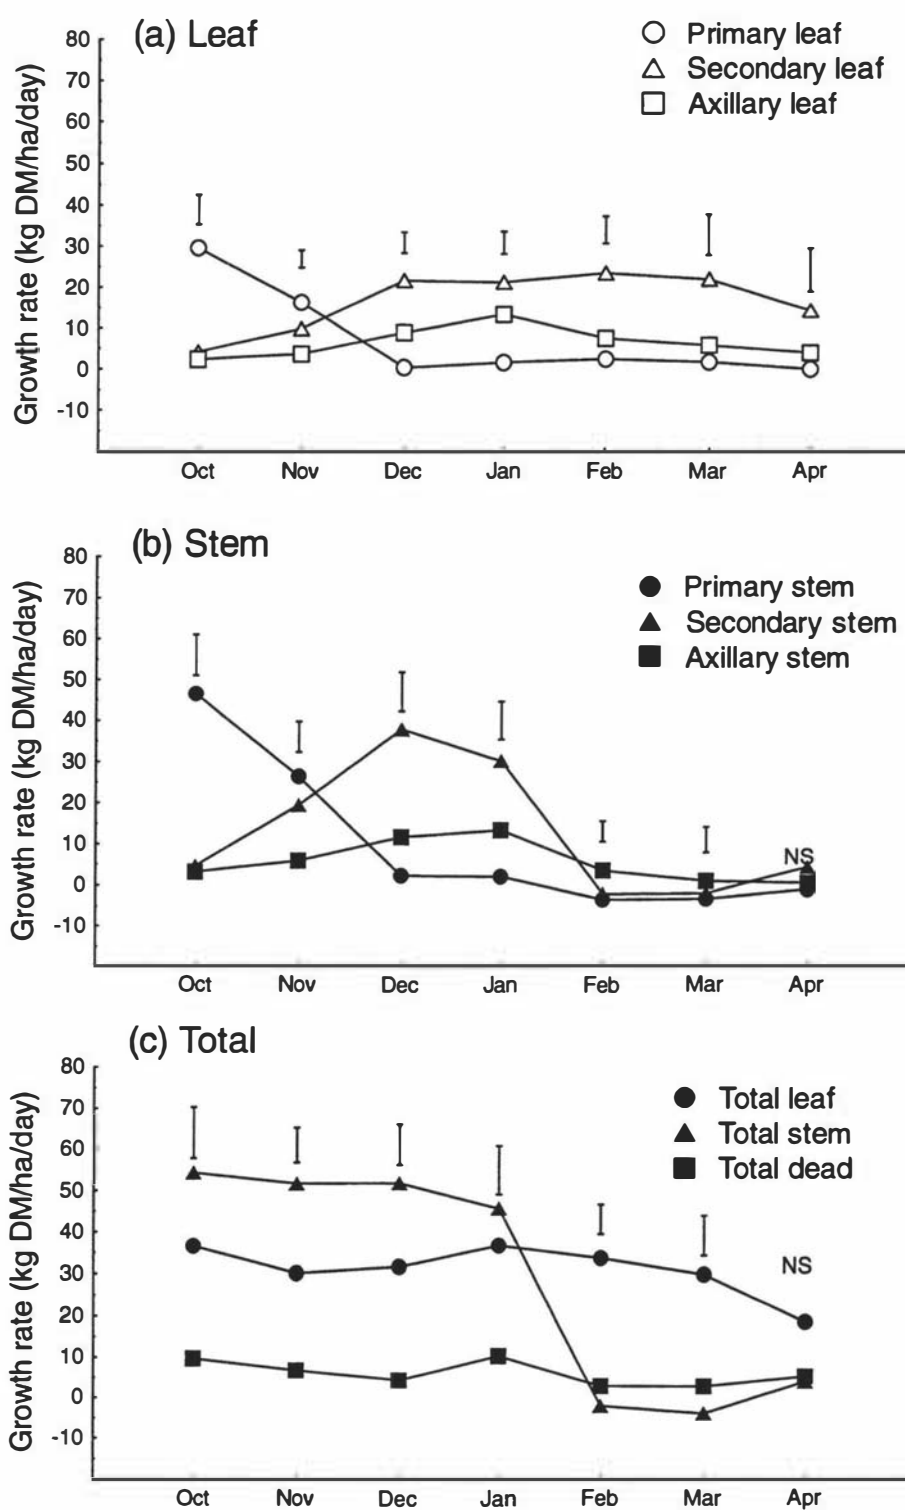 (a) Leaf
Primary leaf
Secondary leaf
Axillary leaf
Growth rate (kg DM/ha/day)
80
70
60
50
40
30
20
10
0
-10
Oct Nov Dec Jan Feb Mar Apr
(b) Stem
Primary stem
Secondary stem
Axillary stem
Growth rate (kg DM/ha/day)
80
70
60
50
40
30
20
10
0
-10
NS
Oct Nov Dec Jan Feb Mar Apr
(c) Total
Total leaf
Total stem
Total dead
Growth rate (kg DM/ha/day)
80
70
60
50
40
30
20
10
0
-10
NS
Oct Nov Dec Jan Feb Mar Apr